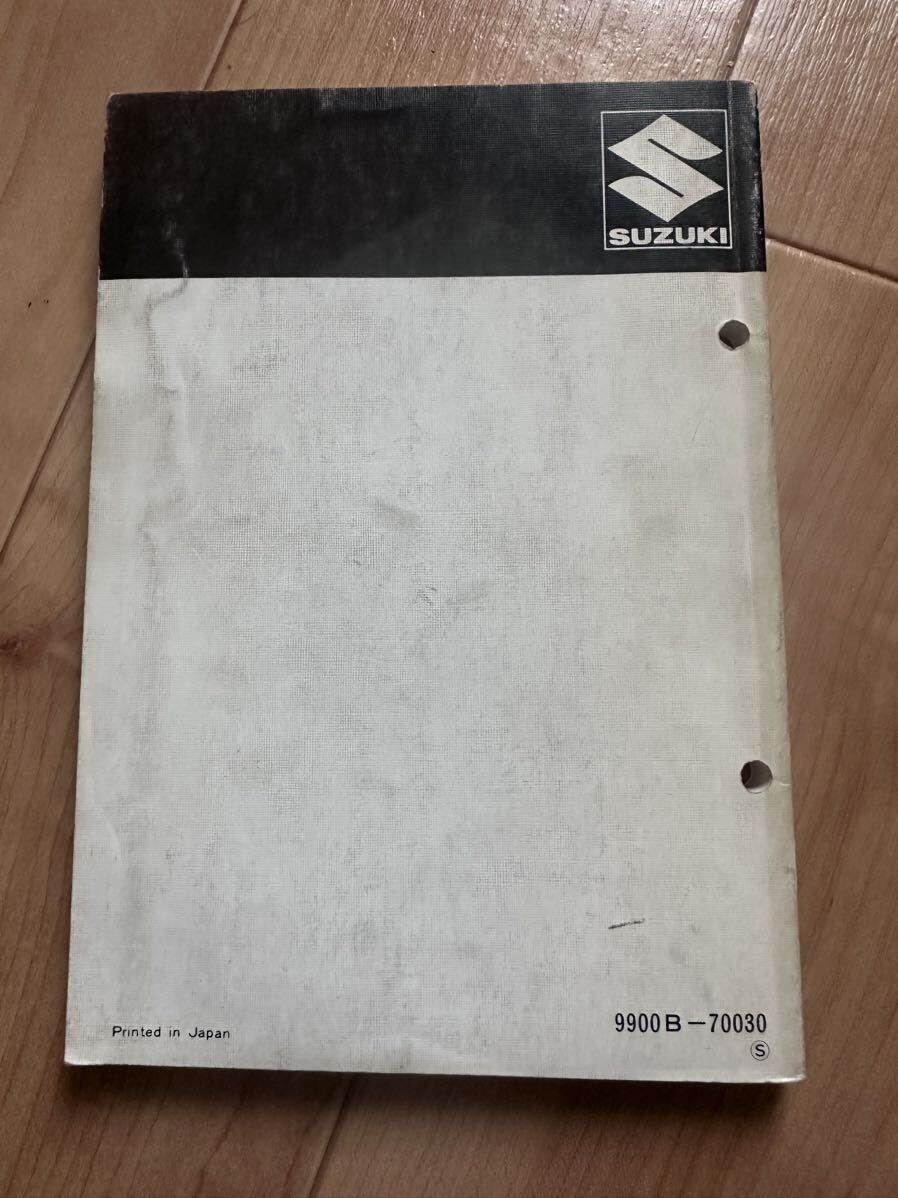 SUZUKI
Printed in Japan
9900B-70030
Ⓢ